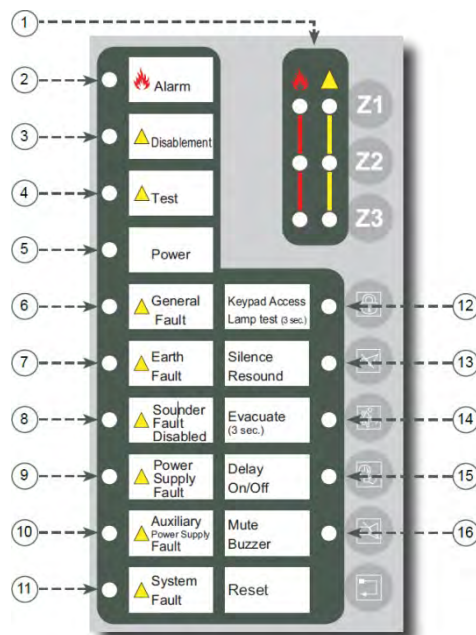 1
2
Alarm
Z1
3
Disablement
Z2
4
Test
Z3
5
Power
6
General
Fault
Keypad Access
Lamp test (3 sec.)
12
7
Earth
Fault
Silence
Resound
13
8
Sounder
Fault
Disabled
Evacuate
(3 sec.)
14
9
Power
Supply
Fault
Delay
On/Off
15
10
Auxiliary
Power Supply
Fault
Mute
Buzzer
16
11
System
Fault
Reset